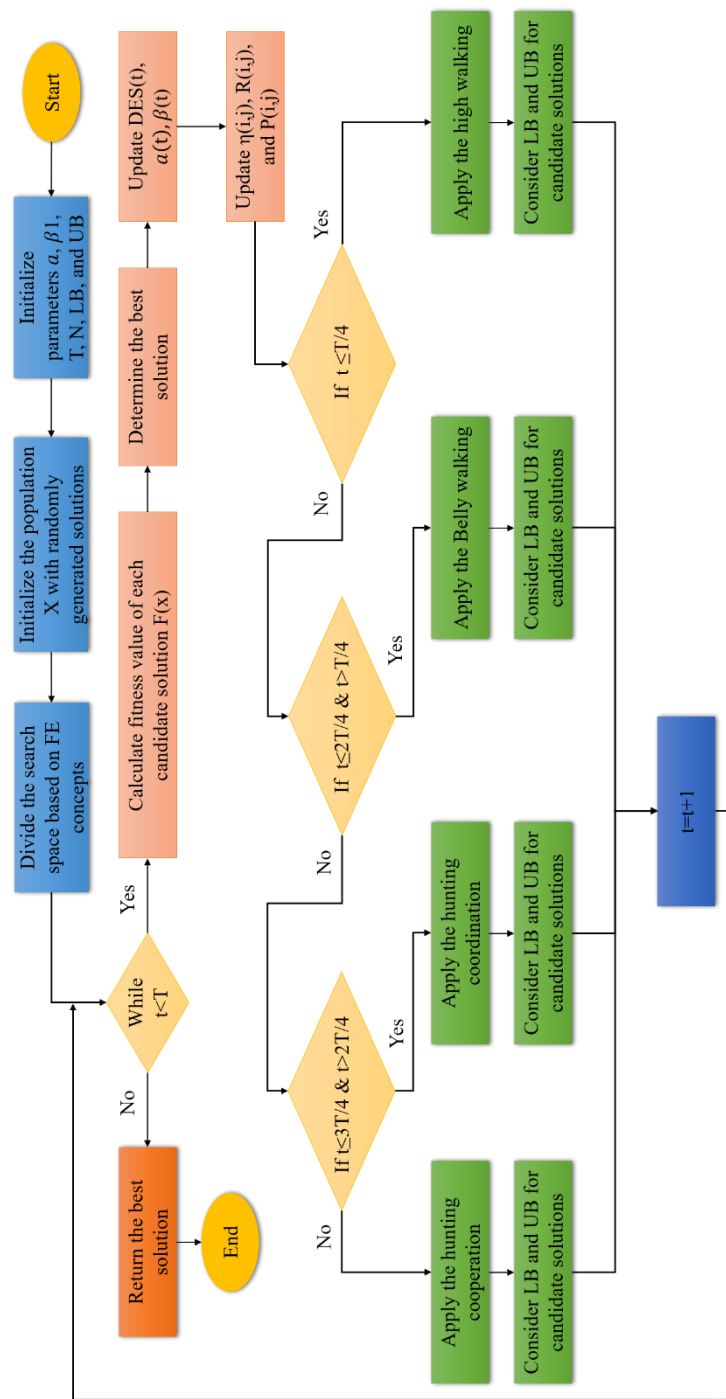 Start
Initialize
parameters α, β1,
T, N, LB, and UB
Initialize the population
X with randomly
generated solutions
Divide the search
space based on FE
concepts
While
t<T
No
Return the best
solution
End
Yes
Calculate fitness value of each
candidate solution F(x)
Determine the best
solution
Update DES(t),
α(t), β(t)
Update η(i,j), R(i,j),
and P(i,j)
If t ≤T/4
Yes
Apply the high walking
Consider LB and UB for
candidate solutions
No
If t≤2T/4 & t>T/4
Yes
Apply the Belly walking
Consider LB and UB for
candidate solutions
No
If t≤3T/4 & t>2T/4
Yes
Apply the hunting
coordination
Consider LB and UB for
candidate solutions
No
Apply the hunting
cooperation
Consider LB and UB for
candidate solutions
t=t+1